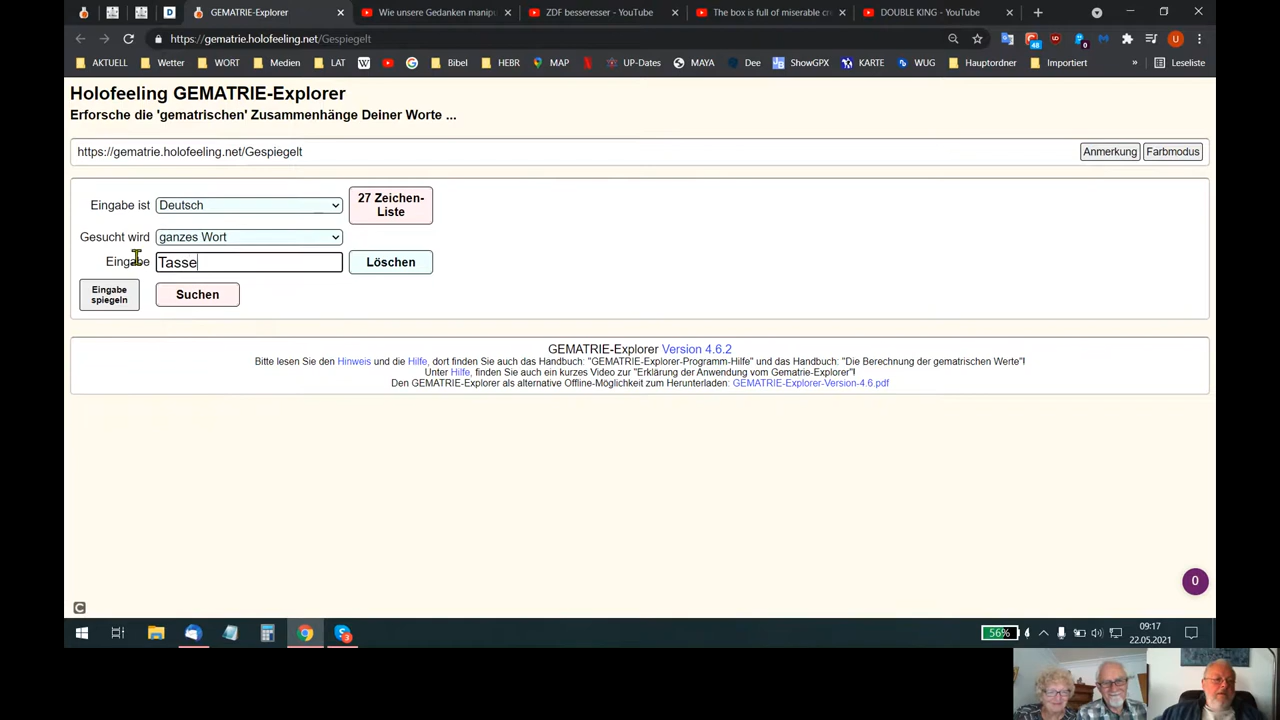 GEMATRIE-Explorer
Wie unsere Gedanken manipu
ZDF besseresser - YouTube
The box is full of miserable cre
DOUBLE KING - YouTube
https://gematrie.holofeeling.net/Gespiegelt
48
0
U
AKTUELL
Wetter
WORT
Medien
LAT
Bibel
HEBR
MAP
UP-Dates
MAYA
Dee
ShowGPX
KARTE
WUG
Hauptordner
Importiert
»
Leseliste
Holofeeling GEMATRIE-Explorer
Erforsche die 'gematrischen' Zusammenhänge Deiner Worte ...
https://gematrie.holofeeling.net/Gespiegelt
Anmerkung
Farbmodus
Eingabe ist
Deutsch
27 Zeichen-
Liste
Gesucht wird
ganzes Wort
Eingabe
Tasse
Löschen
Eingabe
spiegeln
Suchen
GEMATRIE-Explorer Version 4.6.2
Bitte lesen Sie den Hinweis und die Hilfe, dort finden Sie auch das Handbuch: "GEMATRIE-Explorer-Programm-Hilfe" und das Handbuch: "Die Berechnung der gematrischen Werte"!
Unter Hilfe, finden Sie auch ein kurzes Video zur "Erklärung der Anwendung vom Gematrie-Explorer"!
Den GEMATRIE-Explorer als alternative Offline-Möglichkeit zum Herunterladen: GEMATRIE-Explorer-Version-4.6.pdf
0
C
56%
09:17
22.05.2021